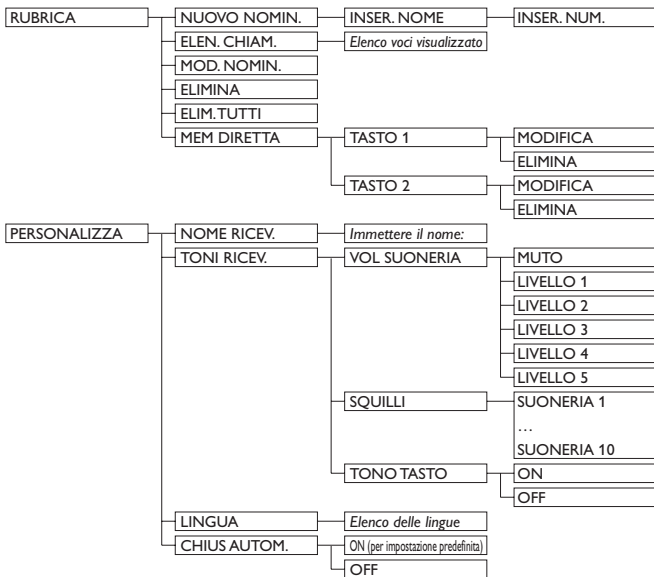 RUBRICA NUOVO NOMIN. INSER. NOME INSER. NUM.
ELEN. CHIAM. Elenco voci visualizzato
MOD. NOMIN.
ELIMINA
ELIM. TUTTI
MEM DIRETTA TASTO 1 MODIFICA
ELIMINA
TASTO 2 MODIFICA
ELIMINA
PERSONALIZZA NOME RICEV. Immettere il nome:
TONI RICEV. VOL SUONERIA MUTO
LIVELLO 1
LIVELLO 2
LIVELLO 3
LIVELLO 4
LIVELLO 5
SQUILLI SUONERIA 1
...
SUONERIA 10
TONO TASTO ON
OFF
LINGUA Elenco delle lingue
CHIUS AUTOM. ON (per impostazione predefinita)
OFF